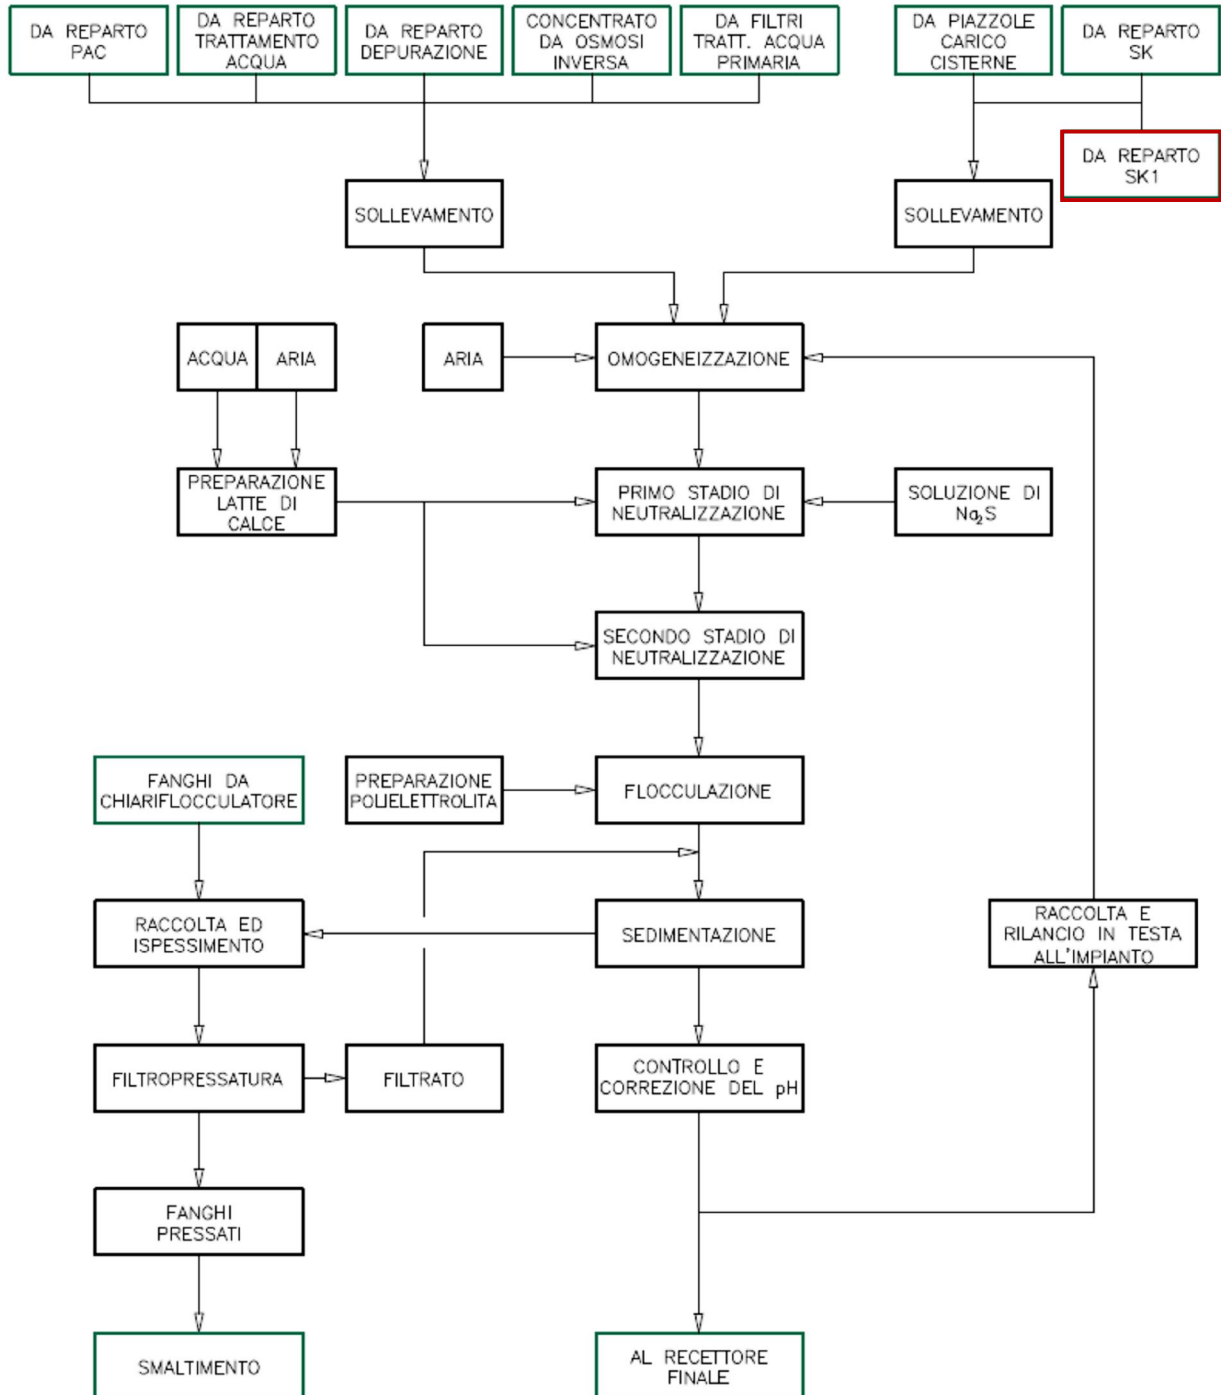 DA REPARTO
PAC
DA REPARTO
TRATTAMENTO
ACQUA
DA REPARTO
DEPURAZIONE
CONCENTRATO
DA OSMOSI
INVERSA
DA FILTRI
TRATT. ACQUA
PRIMARIA
DA PIAZZOLE
CARICO
CISTERNE
DA REPARTO
SK
DA REPARTO
SK1
SOLLEVAMENTO
SOLLEVAMENTO
ACQUA
ARIA
ARIA
OMOGENEIZZAZIONE
PREPARAZIONE
LATTE DI
CALCE
PRIMO STADIO DI
NEUTRALIZZAZIONE
SOLUZIONE DI
Na₂S
SECONDO STADIO DI
NEUTRALIZZAZIONE
FANGHI DA
CHIARIFLOCCULATORE
PREPARAZIONE
POLIELETTROLITA
FLOCCULAZIONE
RACCOLTA ED
ISPESSIMENTO
SEDIMENTAZIONE
RACCOLTA E
RILANCIO IN TESTA
ALL'IMPIANTO
FILTROPRESSATURA
FILTRATO
CONTROLLO E
CORREZIONE DEL pH
FANGHI
PRESSATI
SMALTIMENTO
AL RECETTORE
FINALE